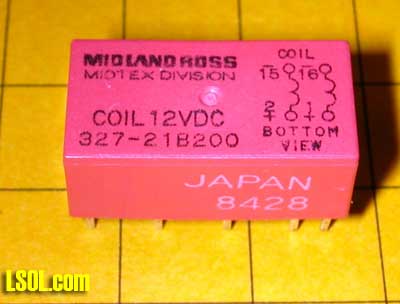 MIDLAND ROSS
MIDTEX DIVISION
COIL 12VDC
327-21B200
COIL
15 16
2 1
+ +
BOTTOM
VIEW
JAPAN
8428
LSOL.com